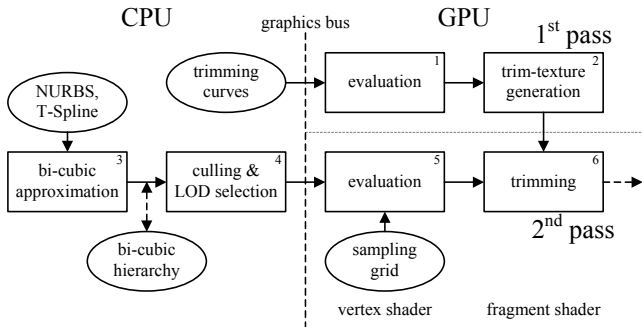 CPU
graphics bus
GPU
1st pass
trimming
curves
1
evaluation
2
trim-texture
generation
NURBS,
T-Spline
3
bi-cubic
approximation
4
culling &
LOD selection
5
evaluation
6
trimming
2nd pass
bi-cubic
hierarchy
sampling
grid
vertex shader
fragment shader